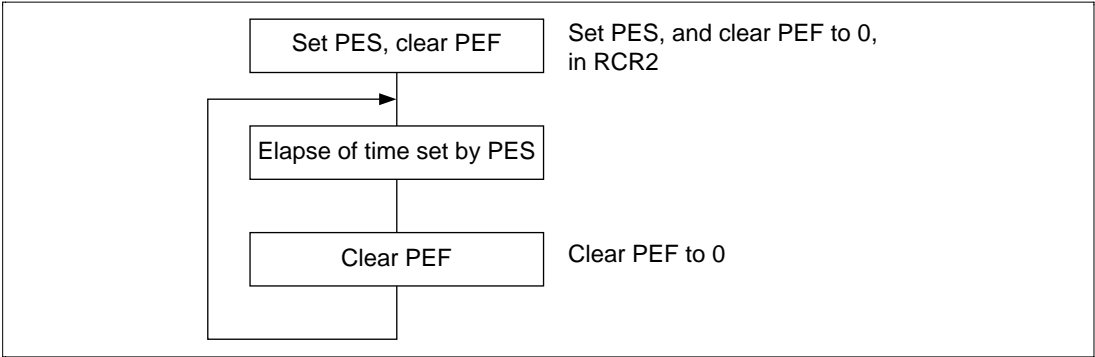 Set PES, clear PEF
Set PES, and clear PEF to 0,
in RCR2
Elapse of time set by PES
Clear PEF
Clear PEF to 0